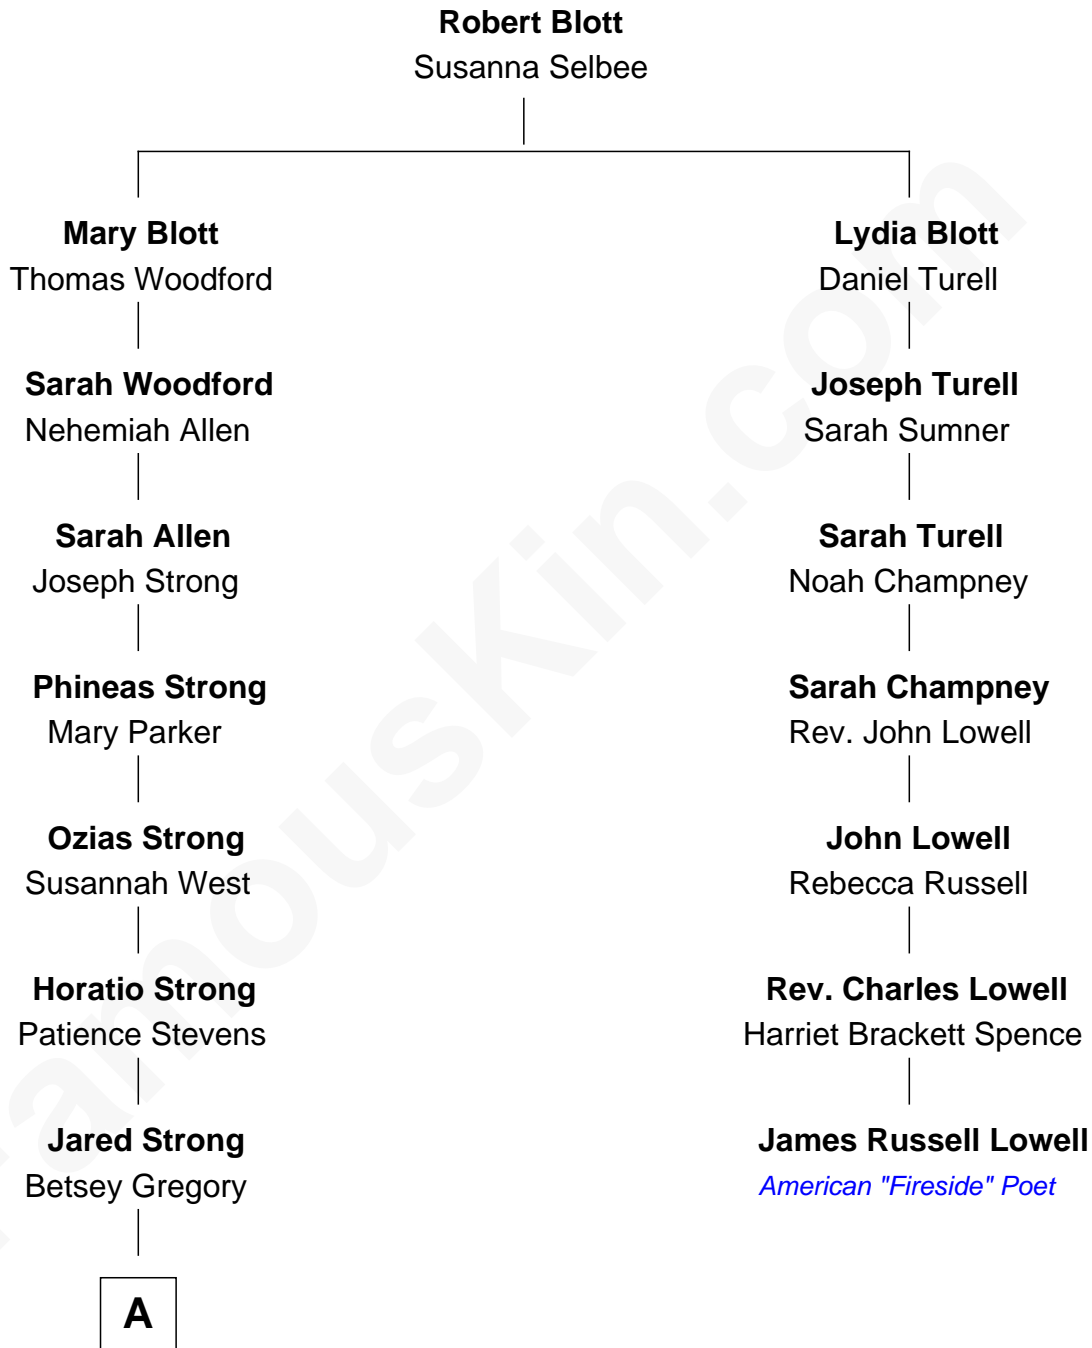 Robert Blott
Susanna Selbee
Mary Blott
Thomas Woodford
Lydia Blott
Daniel Turell
Sarah Woodford
Nehemiah Allen
Joseph Turell
Sarah Sumner
Sarah Allen
Joseph Strong
Sarah Turell
Noah Champney
Phineas Strong
Mary Parker
Sarah Champney
Rev. John Lowell
Ozias Strong
Susannah West
John Lowell
Rebecca Russell
Horatio Strong
Patience Stevens
Rev. Charles Lowell
Harriet Brackett Spence
Jared Strong
Betsey Gregory
James Russell Lowell
American "Fireside" Poet
A
FamousKin.com